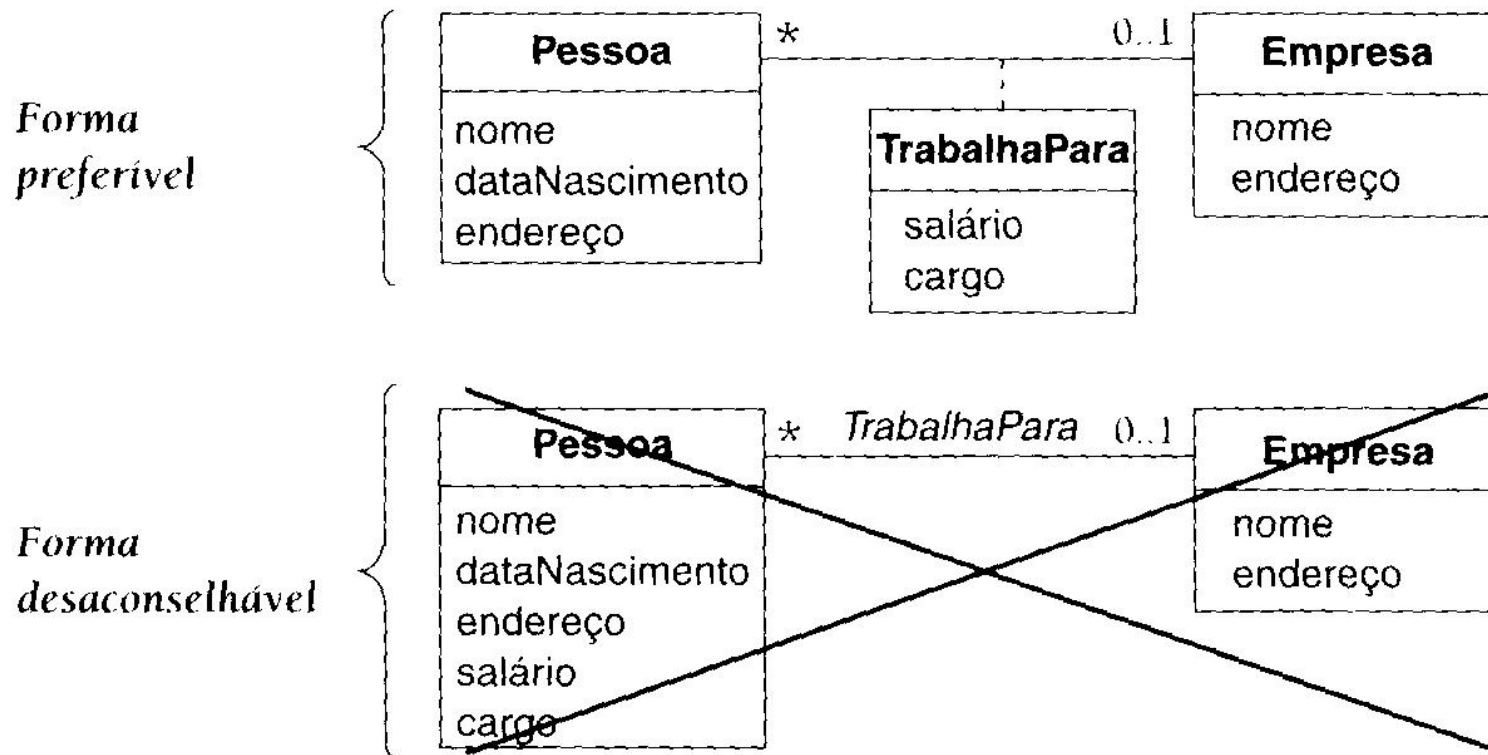 Forma
preferível
Pessoa
nome
dataNascimento
endereço
*
0..1
TrabalhaPara
salário
cargo
Empresa
nome
endereço
Forma
desaconselhável
Pessoa
nome
dataNascimento
endereço
salário
cargo
* TrabalhaPara 0..1
Empresa
nome
endereço